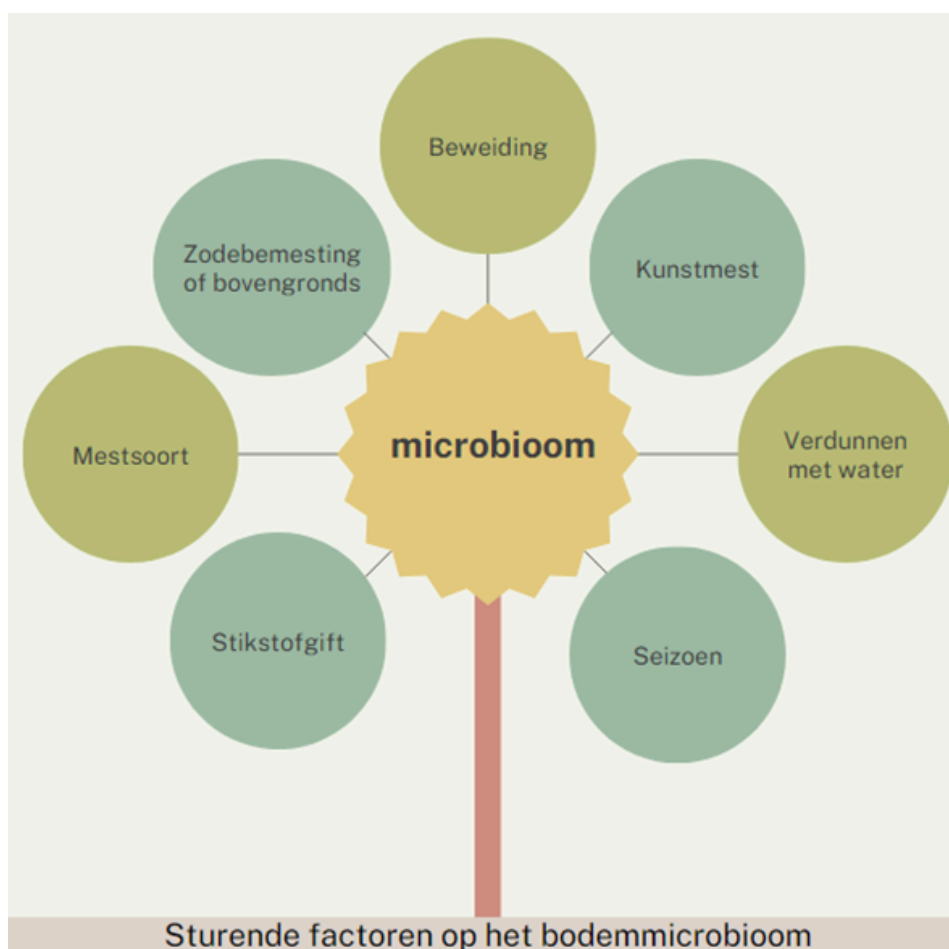 Beweiding
Zodebemesting
of bovengronds
Kunstmest
Mestsoort
microbioom
Verdunnen
met water
Stikstofgift
Seizoen
Sturende factoren op het bodemmicrobioom